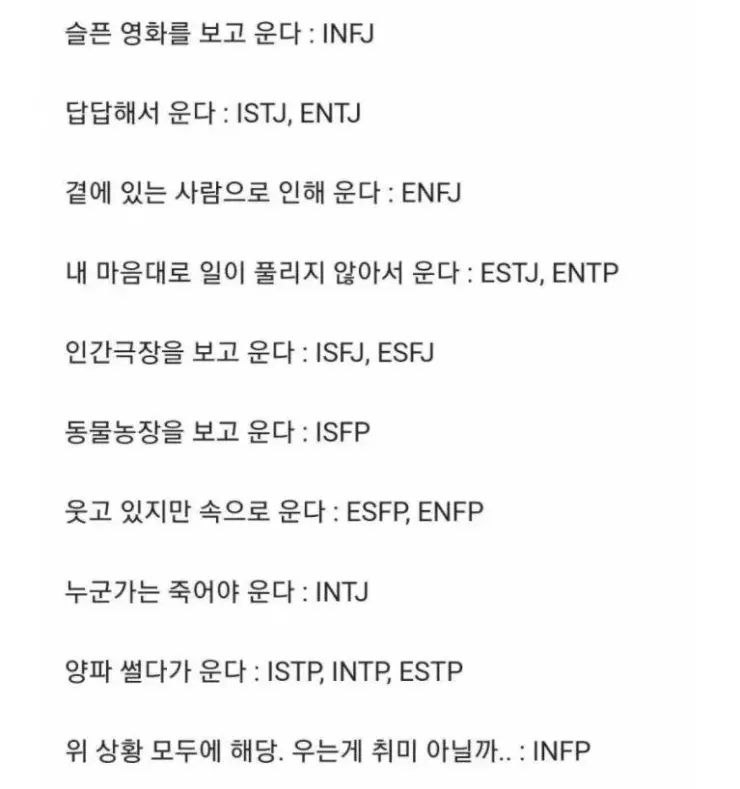 슬픈 영화를 보고 운다 : INFJ
답답해서 운다 : ISTJ, ENTJ
곁에 있는 사람으로 인해 운다 : ENFJ
내 마음대로 일이 풀리지 않아서 운다 : ESTJ, ENTP
인간극장을 보고 운다 : ISFJ, ESFJ
동물농장을 보고 운다 : ISFP
웃고 있지만 속으로 운다 : ESFP, ENFP
누군가는 죽어야 운다 : INTJ
양파 썰다가 운다 : ISTP, INTP, ESTP
위 상황 모두에 해당. 우는게 취미 아닐까.. : INFP